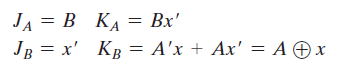 J_A = B K_A = Bx'
J_B = x' K_B = A'x + Ax' = A ⊕ x